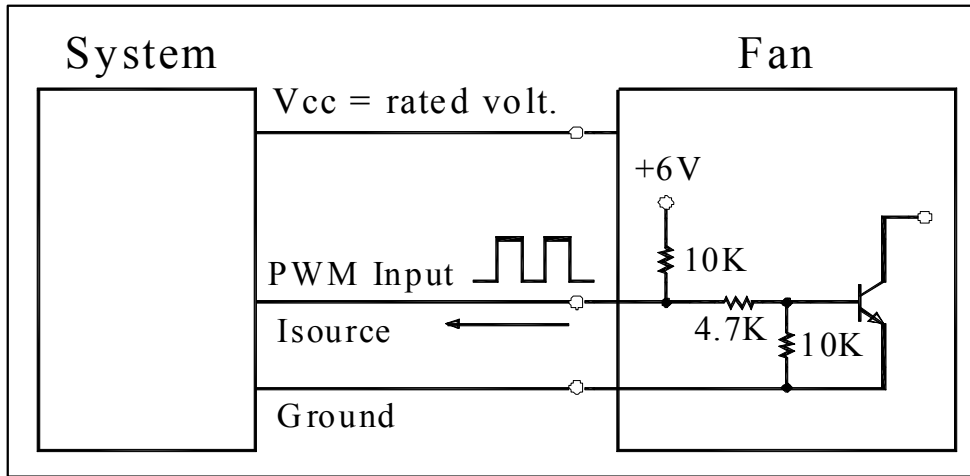 System
Fan
Vcc = rated volt.
+6V
10K
PWM Input
4.7K
10K
Isource
Ground